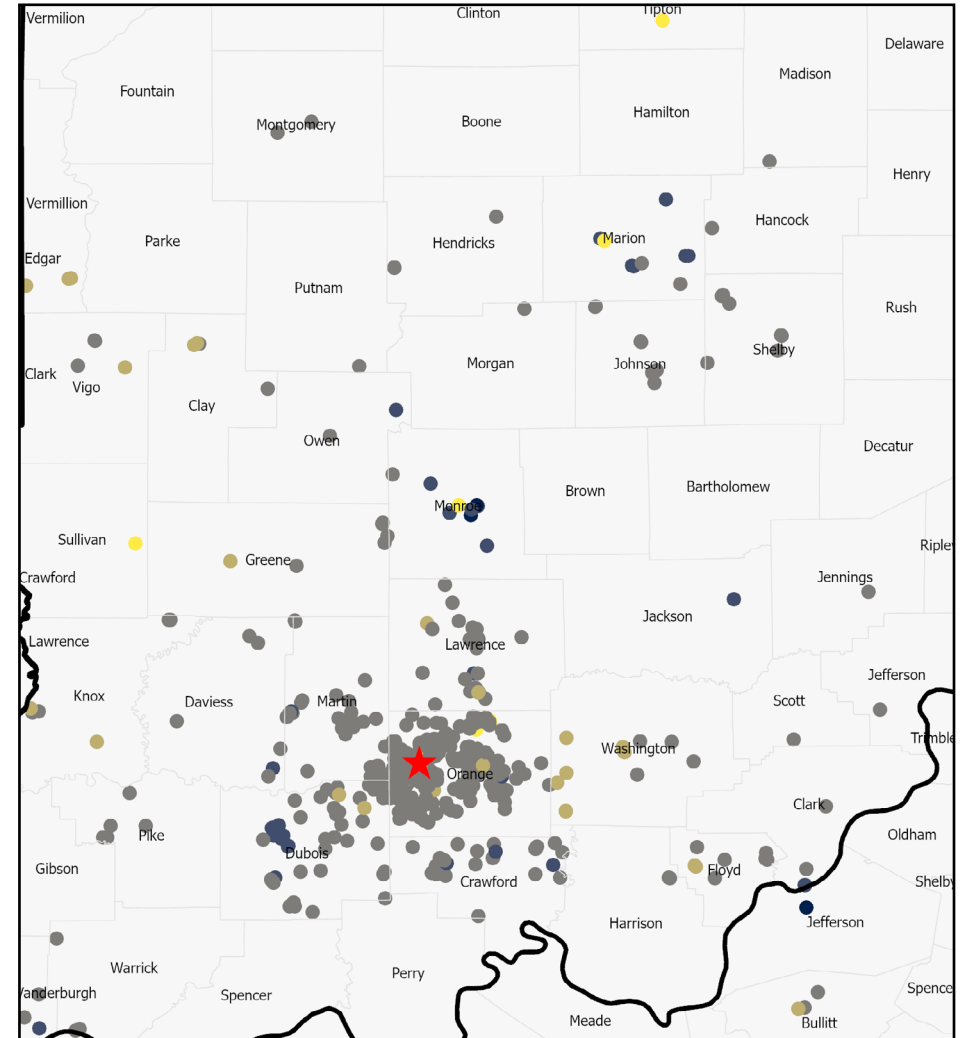 Clinton
Tipton
Vermilion
Delaware
Madison
Fountain
Hamilton
Boone
Montgomery
Henry
Vermillion
Hancock
Marion
Parke
Hendricks
Edgar
Putnam
Rush
Shelby
Morgan
Johnson
Clark
Vigo
Clay
Owen
Decatur
Bartholomew
Brown
Monroe
Sullivan
Ripley
Greene
Crawford
Jennings
Jackson
Lawrence
Lawrence
Jefferson
Knox
Daviess
Martin
Scott
Trimble
Washington
Orange
Clark
Oldham
Pike
Dubois
Gibson
Floyd
Crawford
Shelby
Harrison
Jefferson
Warrick
Perry
Vanderburgh
Spencer
Spence
Meade
Bullitt